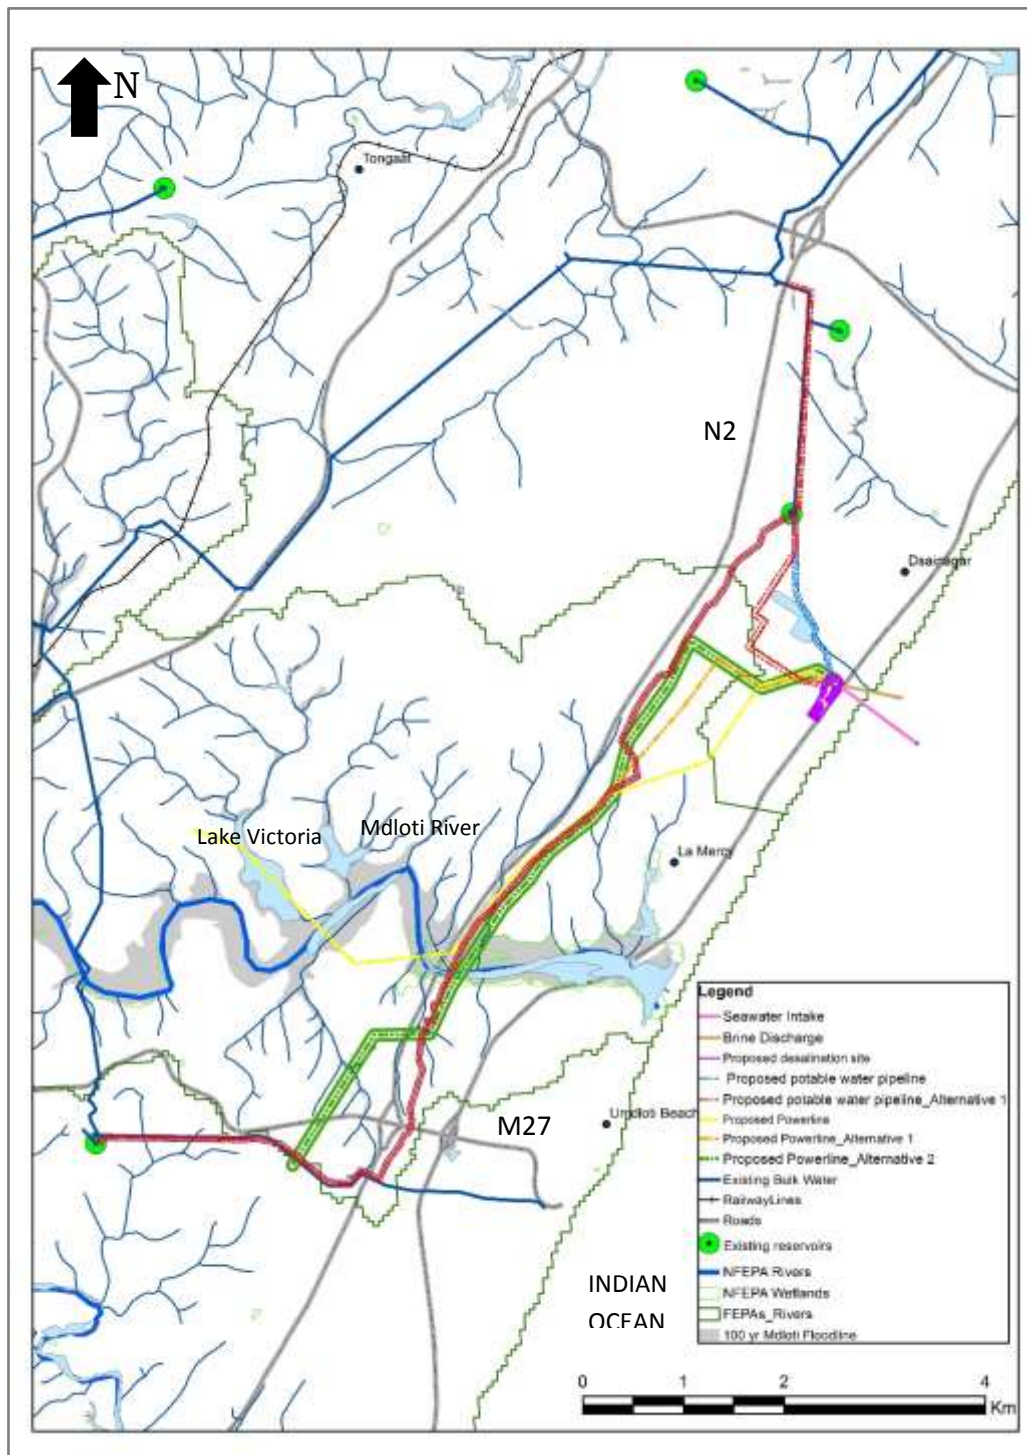 N
Tongaat
N2
Dsainagar
Lake Victoria
Mdloti River
La Mercy
M27
Umdloti Beach
INDIAN
OCEAN
Legend
Seawater Intake
Brine Discharge
Proposed desalination site
Proposed potable water pipeline
Proposed potable water pipeline_Alternative 1
Proposed Powerline
Proposed Powerline_Alternative 1
Proposed Powerline_Alternative 2
Existing Bulk Water
RailwayLines
Roads
Existing reservoirs
NFEPA Rivers
NFEPA Wetlands
FEPAs_Rivers
100 yr Mdloti Floodline
0 1 2 4
Km